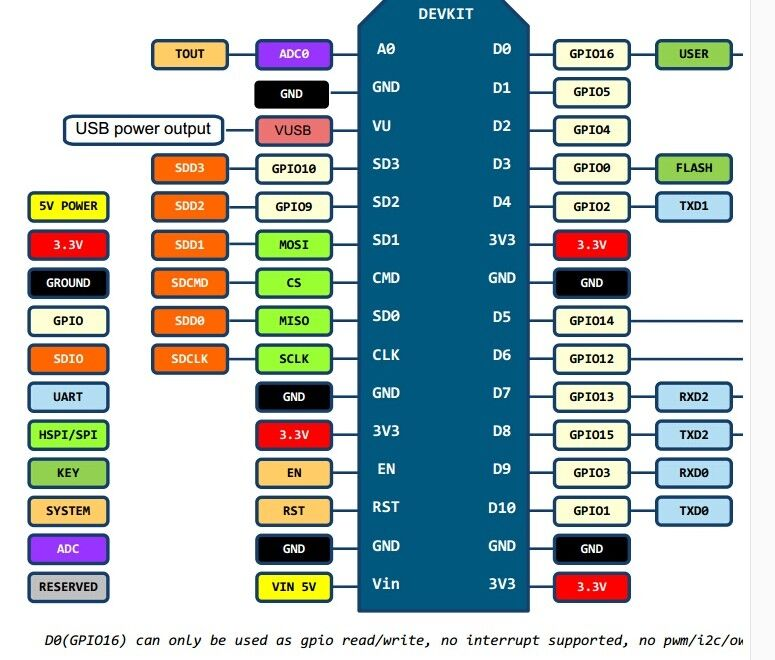 DEVKIT
TOUT ADC0 A0 D0 GPIO16 USER
GND GND D1 GPIO5
USB power output VUSB VU D2 GPIO4
SDD3 GPIO10 SD3 D3 GPIO0 FLASH
5V POWER SDD2 GPIO9 SD2 D4 GPIO2 TXD1
3.3V SDD1 MOSI SD1 3V3 3.3V
GROUND SDCMD CS CMD GND GND
GPIO SDD0 MISO SD0 D5 GPIO14
SDIO SDCLK SCLK CLK D6 GPIO12
UART GND GND D7 GPIO13 RXD2
HSPI/SPI 3.3V 3V3 D8 GPIO15 TXD2
KEY EN EN D9 GPIO3 RXD0
SYSTEM RST RST D10 GPIO1 TXD0
ADC GND GND GND GND
RESERVED VIN 5V Vin 3V3 3.3V
D0(GPIO16) can only be used as gpio read/write, no interrupt supported, no pwm/i2c/ow